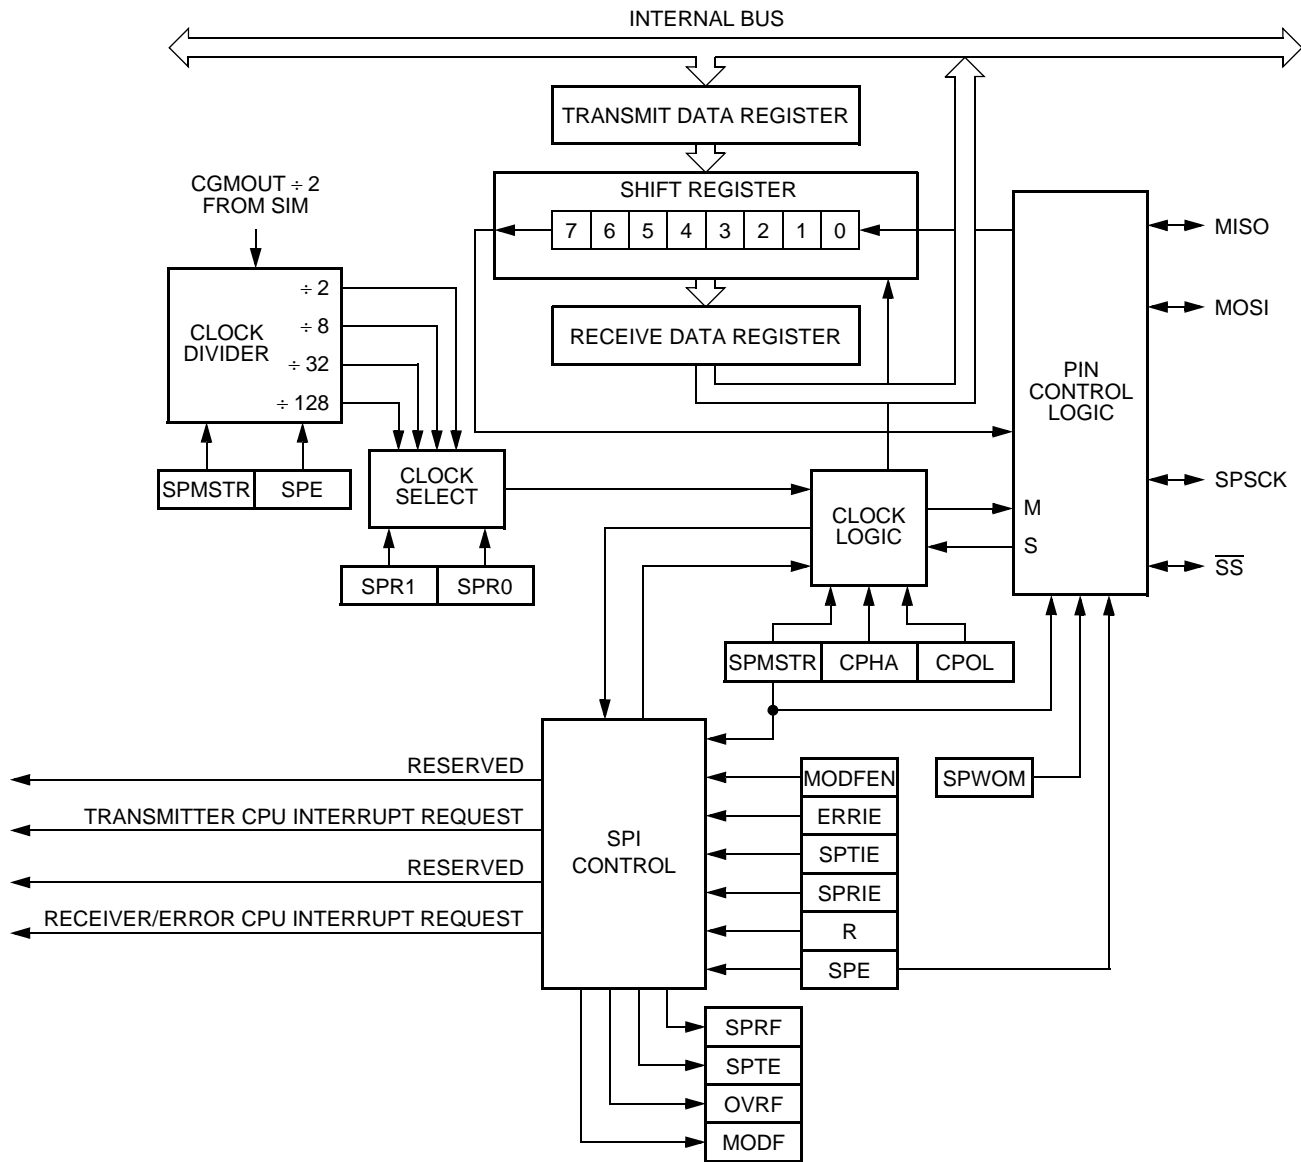 INTERNAL BUS
TRANSMIT DATA REGISTER
CGMOUT ÷ 2
FROM SIM
SHIFT REGISTER
7 6 5 4 3 2 1 0
MISO
÷ 2
÷ 8
÷ 32
÷ 128
CLOCK
DIVIDER
RECEIVE DATA REGISTER
MOSI
PIN
CONTROL
LOGIC
SPMSTR SPE
CLOCK
SELECT
SPR1 SPR0
CLOCK
LOGIC
M
S
SPSCK
SS
SPMSTR CPHA CPOL
RESERVED
TRANSMITTER CPU INTERRUPT REQUEST
RESERVED
RECEIVER/ERROR CPU INTERRUPT REQUEST
SPI
CONTROL
MODFEN
ERRIE
SPTIE
SPRIE
R
SPE
SPWOM
SPRF
SPTE
OVRF
MODF